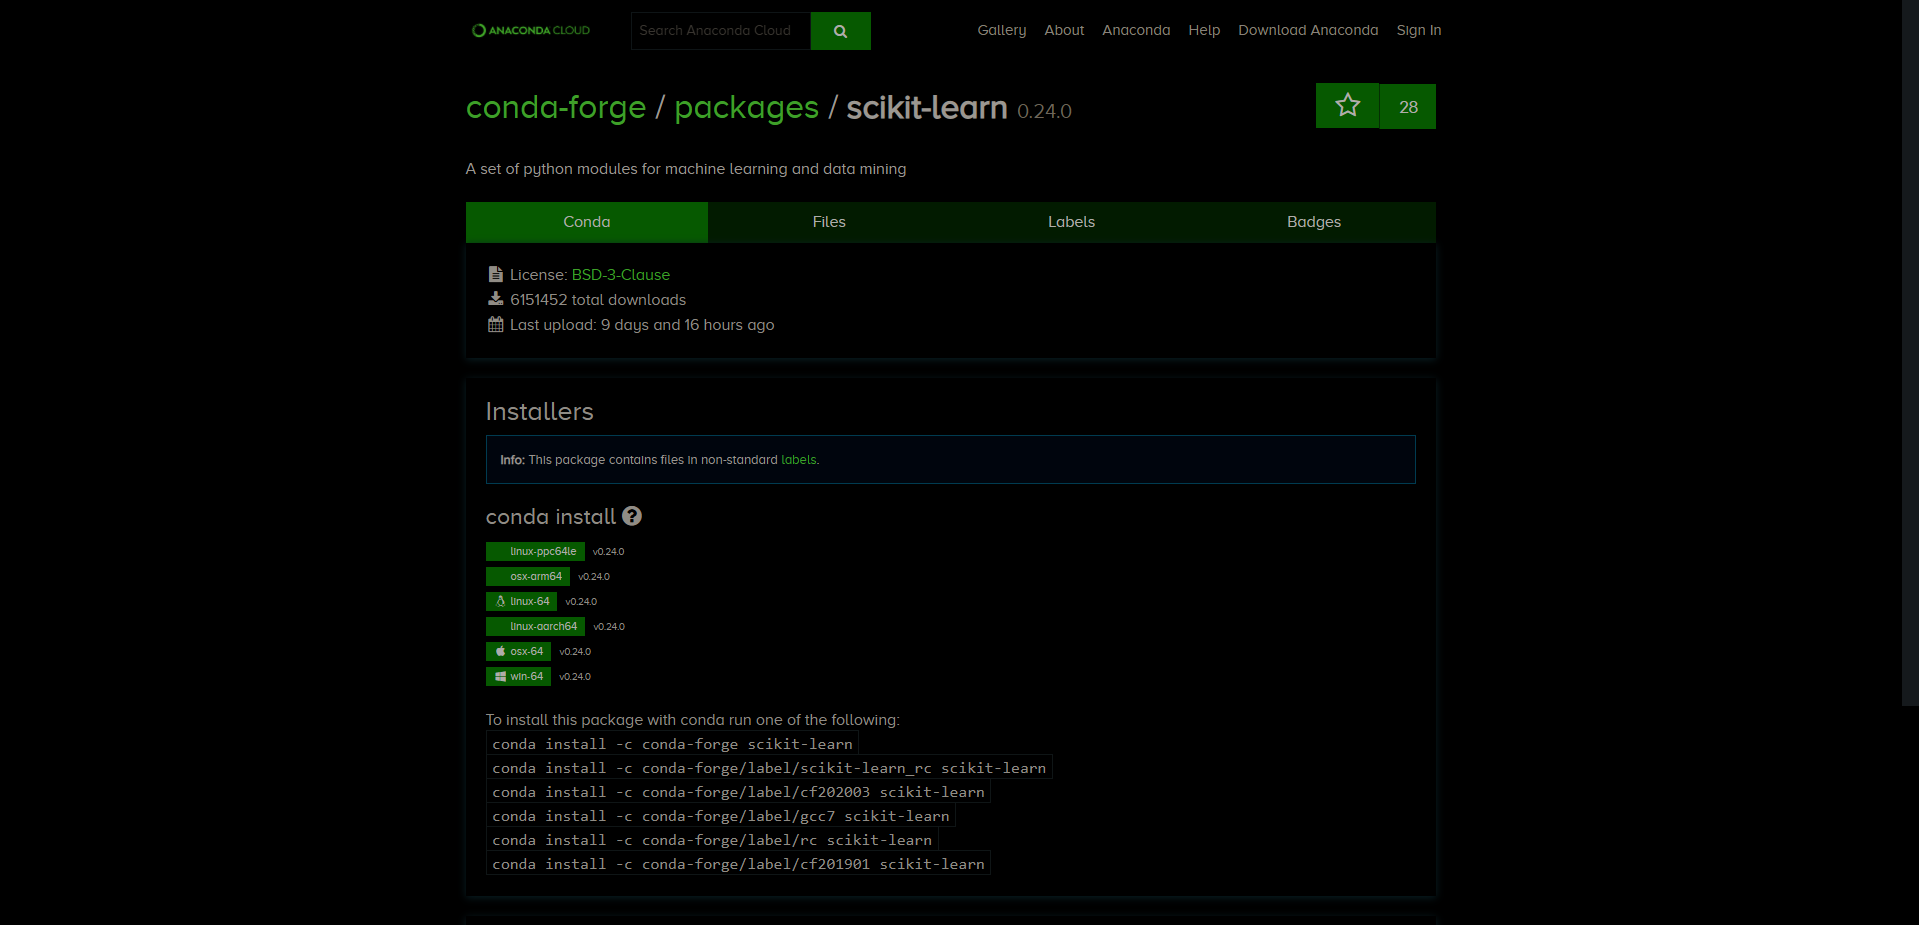 ANACONDA CLOUD
Search Anaconda Cloud
Gallery About Anaconda Help Download Anaconda Sign In
conda-forge / packages / scikit-learn 0.24.0
28
A set of python modules for machine learning and data mining
Conda Files Labels Badges
License: BSD-3-Clause
6151452 total downloads
Last upload: 9 days and 16 hours ago
Installers
Info: This package contains files in non-standard labels.
conda install ?
linux-ppc64le v0.24.0
osx-arm64 v0.24.0
linux-64 v0.24.0
linux-aarch64 v0.24.0
osx-64 v0.24.0
win-64 v0.24.0
To install this package with conda run one of the following:
conda install -c conda-forge scikit-learn
conda install -c conda-forge/label/scikit-learn_rc scikit-learn
conda install -c conda-forge/label/cf202003 scikit-learn
conda install -c conda-forge/label/gcc7 scikit-learn
conda install -c conda-forge/label/rc scikit-learn
conda install -c conda-forge/label/cf201901 scikit-learn